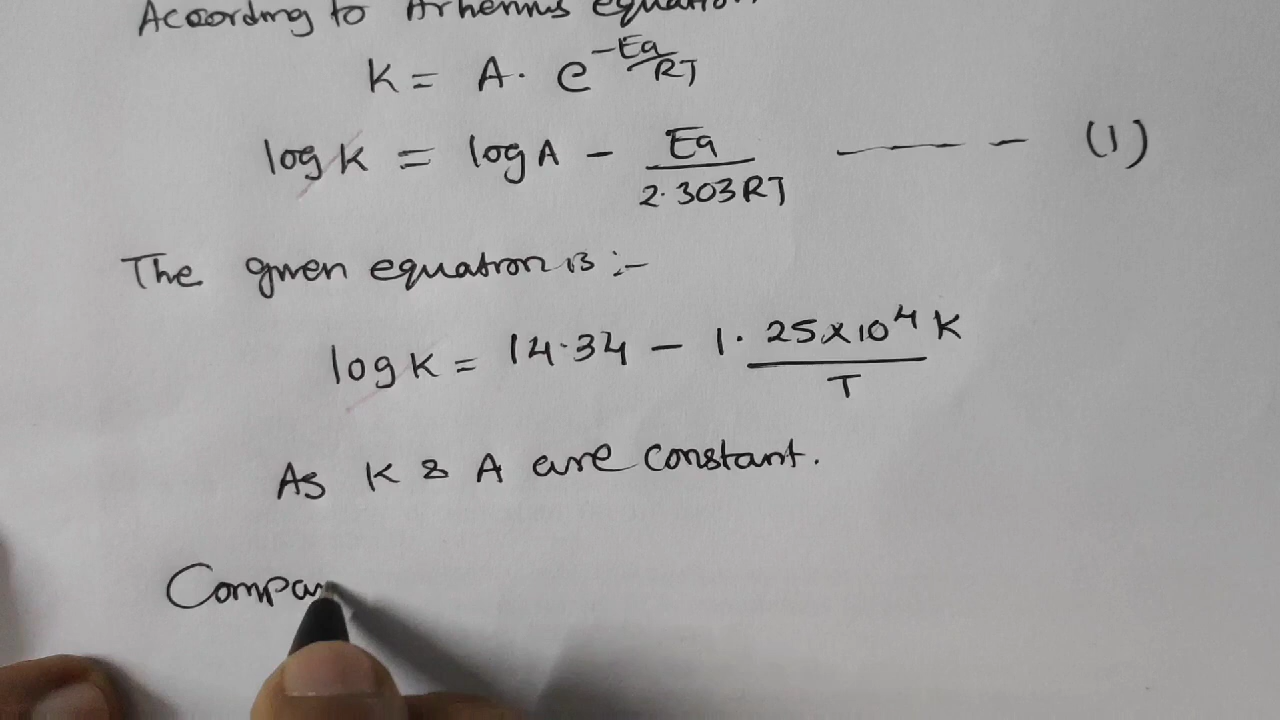 According to Arhenius equation
K = A. e^-Ea/RT
log K = log A - Ea/2.303RT ——— - (1)
The given equation is :-
log K = 14.34 - 1.25x10^4 K/T
As K & A are constant.
Compa